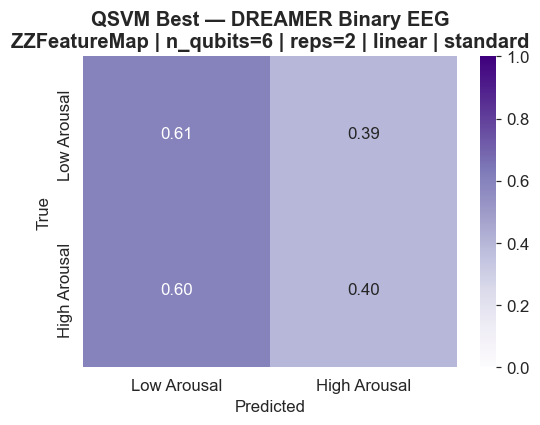 QSVM Best — DREAMER Binary EEG
ZZFeatureMap | n_qubits=6 | reps=2 | linear | standard
1.0
0.8
0.6
0.4
0.2
0.0
True
Low Arousal
0.61
0.39
High Arousal
0.60
0.40
Low Arousal
High Arousal
Predicted